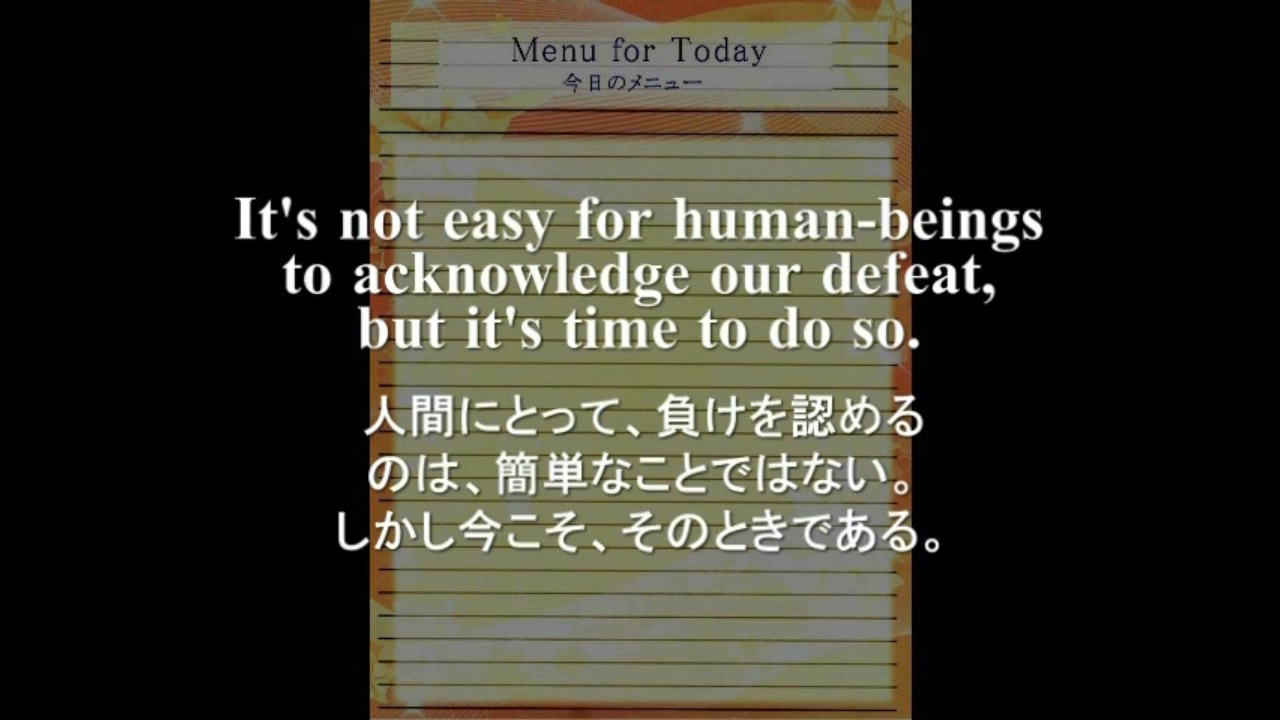 Menu for Today
今日のメニュー
It's not easy for human-beings
to acknowledge our defeat,
but it's time to do so.
人間にとって、負けを認める
のは、簡単なことではない。
しかし今こそ、そのときである。